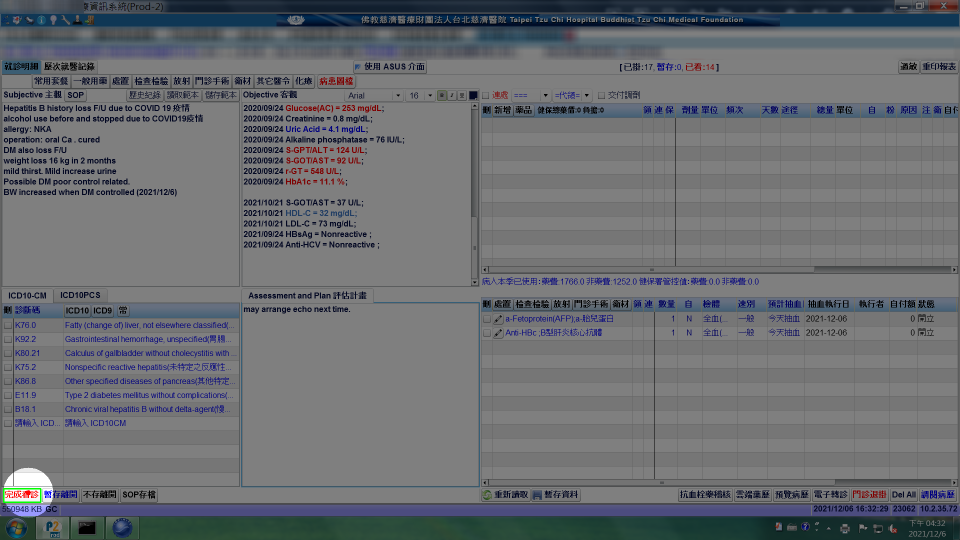 資訊系統(Prod-2)
佛教慈濟醫療財團法人台北慈濟醫院 Taipei Tzu Chi Hospital Buddhist Tzu Chi Medical Foundation
就診明細 歷次就醫記錄 使用 ASUS 介面 [已掛:17, 暫存:0, 已看:14] 過敏 重印報表
常用套餐 一般用藥 處置 檢查檢驗 放射 門診手術 衛材 其它醫令 化療 病患圖檔
Subjective 主觀 SOP 歷史紀錄 讀取範本 儲存範本
Hepatitis B history loss F/U due to COVID 19 疫情
alcohol use before and stopped due to COVID19疫情
allergy: NKA
operation: oral Ca . cured
DM also loss F/U
weight loss 16 kg in 2 months
mild thirst. Mild increase urine
Possible DM poor control related.
BW increased when DM controlled (2021/12/6)
Objective 客觀 Arial 16 B I U
2020/09/24 Glucose(AC) = 253 mg/dL;
2020/09/24 Creatinine = 0.8 mg/dL;
2020/09/24 Uric Acid = 4.1 mg/dL;
2020/09/24 Alkaline phosphatase = 76 IU/L;
2020/09/24 S-GPT/ALT = 124 U/L;
2020/09/24 S-GOT/AST = 92 U/L;
2020/09/24 r-GT = 548 U/L;
2020/09/24 HbA1c = 11.1 %;
2021/10/21 S-GOT/AST = 37 U/L;
2021/10/21 HDL-C = 32 mg/dL;
2021/10/21 LDL-C = 73 mg/dL;
2021/09/24 HBsAg = Nonreactive ;
2021/09/24 Anti-HCV = Nonreactive ;
連處 === =代碼= 交付調劑
刪 新增 藥品 健保總藥價:0 負擔:0 領 連 保 劑量 單位 頻次 天數 途徑 總量 單位 自 粉 原因 注 衛 自
病人本季已使用:藥費:1766.0 非藥費:1252.0 健保署管控值:藥費:0.0 非藥費:0.0
ICD10-CM ICD10PCS
刪 診斷碼 ICD10 ICD9 常
K76.0 Fatty (change of) liver, not elsewhere classified(...
K92.2 Gastrointestinal hemorrhage, unspecified(胃腸...
K80.21 Calculus of gallbladder without cholecystitis with ...
K75.2 Nonspecific reactive hepatitis(未特定之反應性...
K86.8 Other specified diseases of pancreas(其他特定...
E11.9 Type 2 diabetes mellitus without complications(...
B18.1 Chronic viral hepatitis B without delta-agent(慢...
請輸入 ICD... 請輸入 ICD10CM
Assessment and Plan 評估計畫
may arrange echo next time.
刪 處置 檢查檢驗 放射 門診手術 衛材 領 連 數量 自 檢體 速別 預計抽血 抽血執行日 執行者 自付額 狀態
a-Fetoprotein(AFP);a-胎兒蛋白 1 N 全血(... 一般 今天抽血 2021-12-06 0 開立
Anti-HBc ;B型肝炎核心抗體 1 N 全血(... 一般 今天抽血 2021-12-06 0 開立
完成看診 暫存離開 不存離開 SOP存檔 重新讀取 暫存資料 抗血栓藥稽核 雲端藥歷 預覽病歷 電子轉診 門診退掛 Del All 調閱病歷
550948 KB GC 2021/12/06 16:32:29 23062 10.2.35.72
下午 04:32
2021/12/6